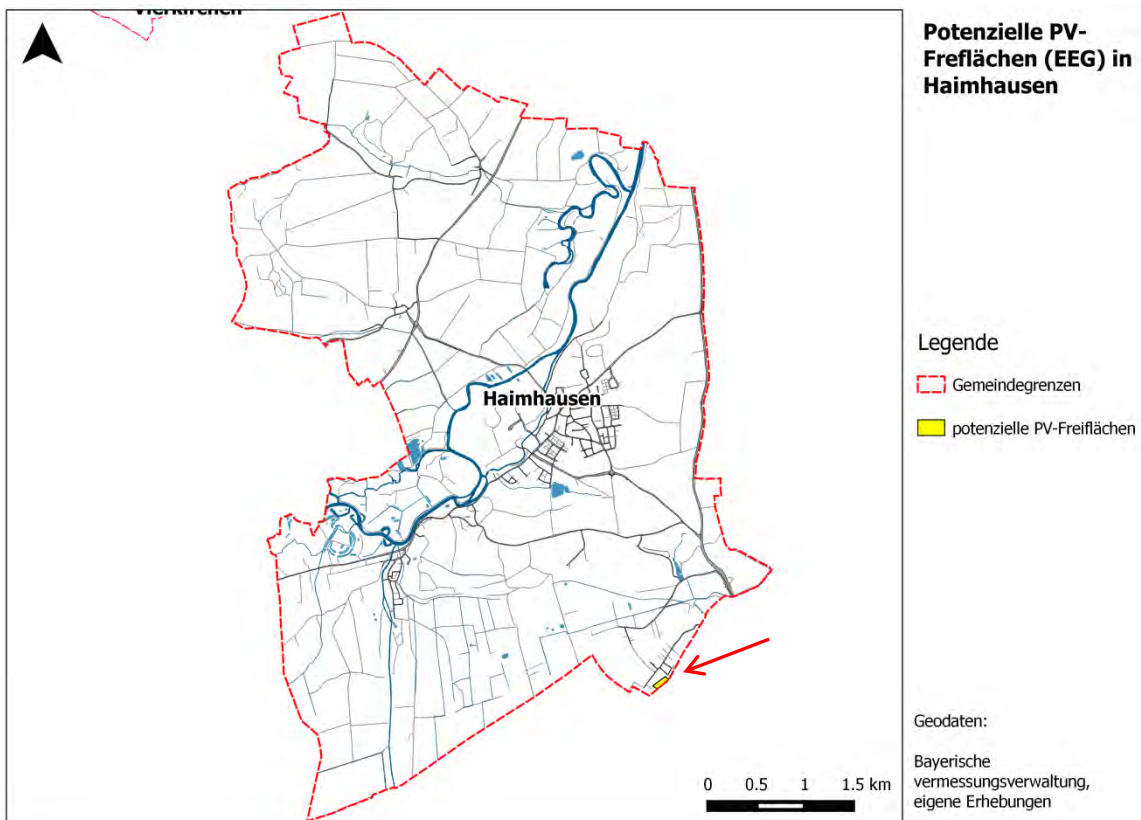 Vierkirchen
Potenzielle PV-
Freflächen (EEG) in
Haimhausen
Haimhausen
Legende
Gemeindegrenzen
potenzielle PV-Freiflächen
0 0.5 1 1.5 km
Geodaten:
Bayerische
vermessungsverwaltung,
eigene Erhebungen